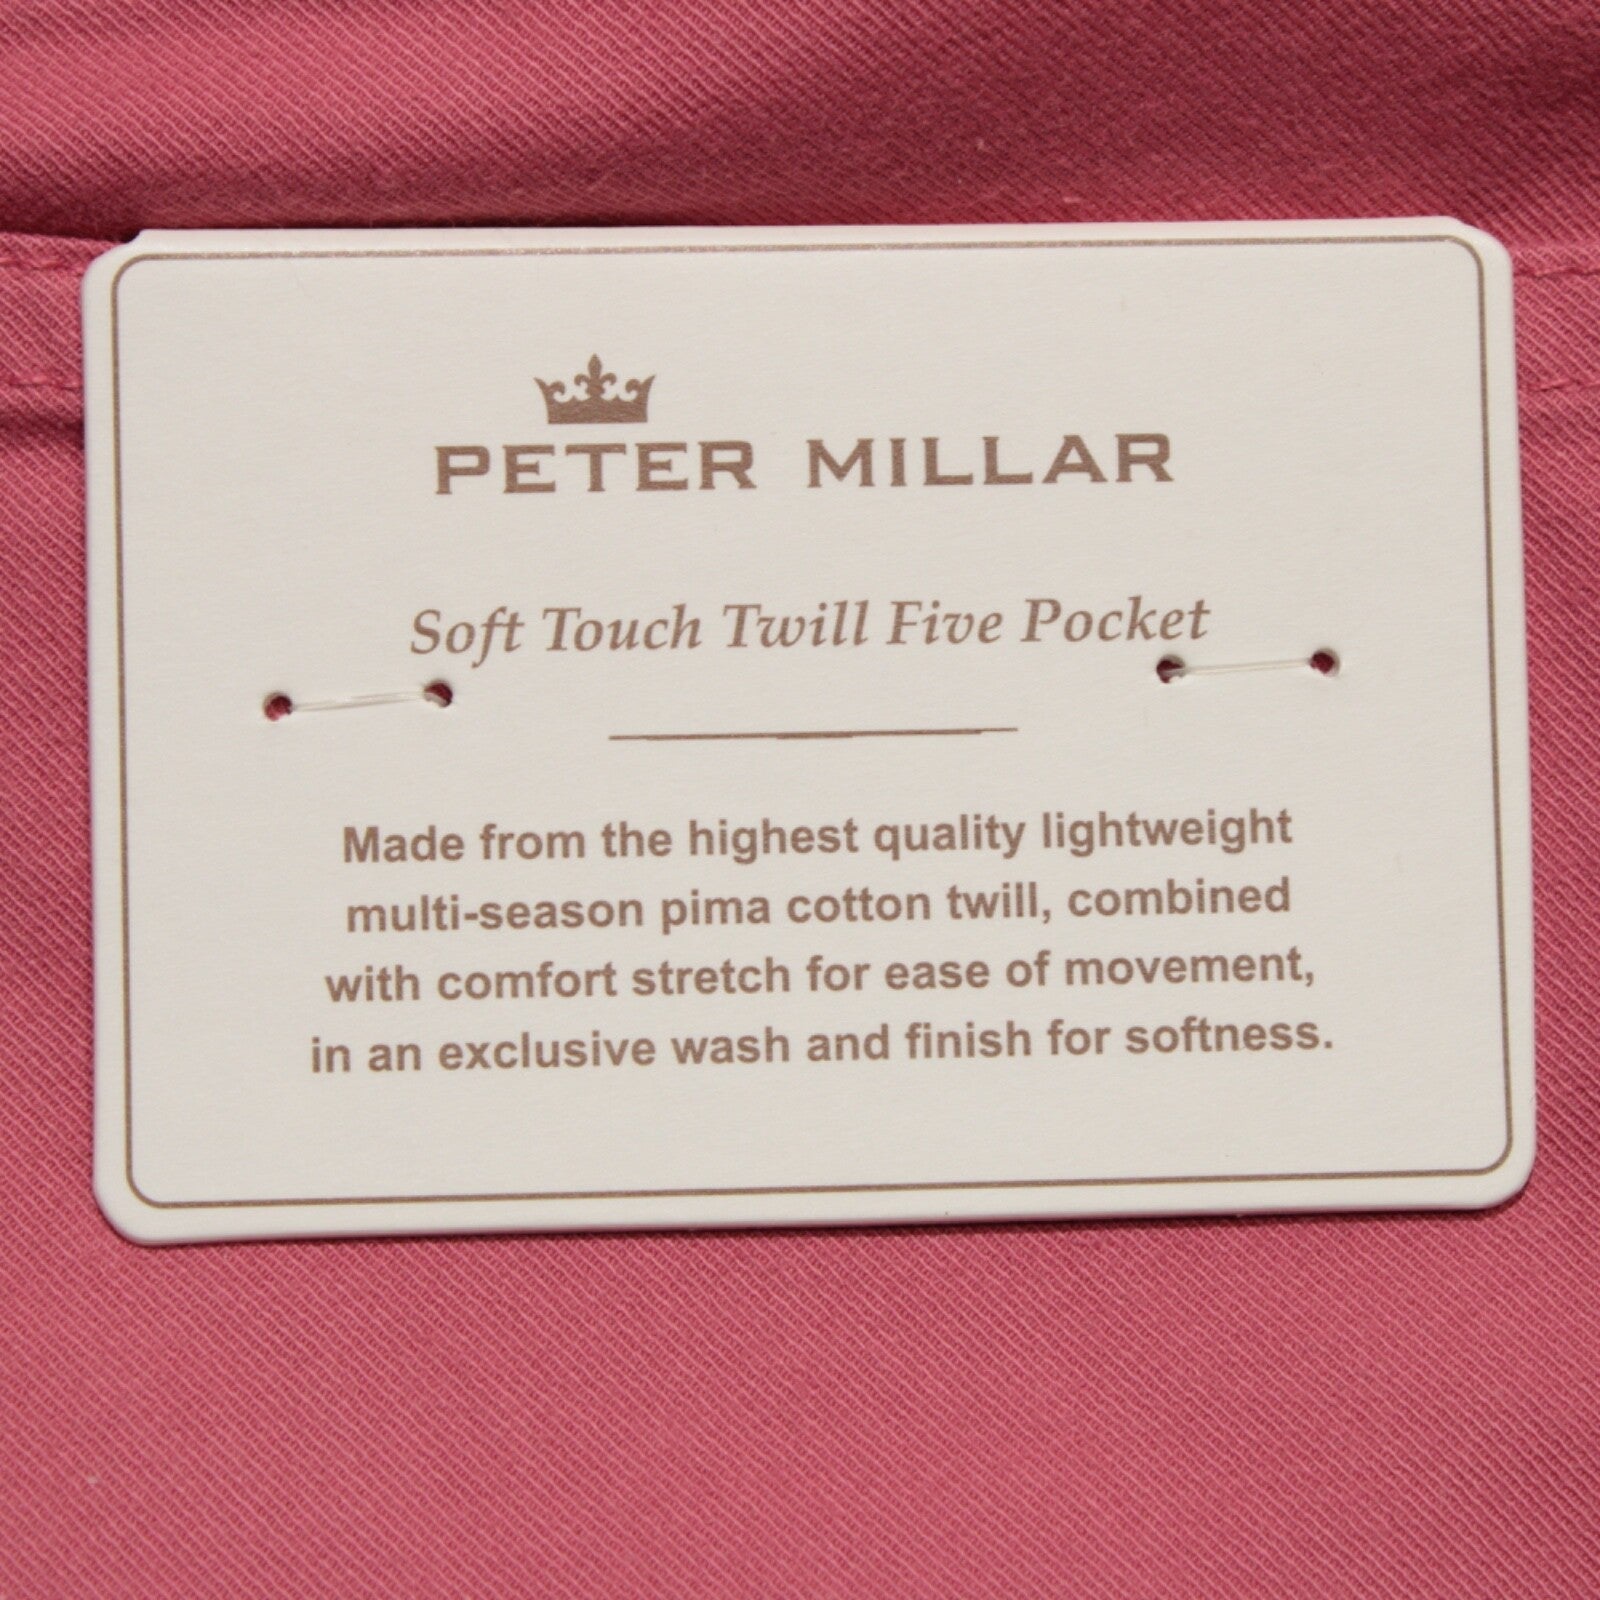 PETER MILLAR
Soft Touch Twill Five Pocket
Made from the highest quality lightweight
multi-season pima cotton twill, combined
with comfort stretch for ease of movement,
in an exclusive wash and finish for softness.